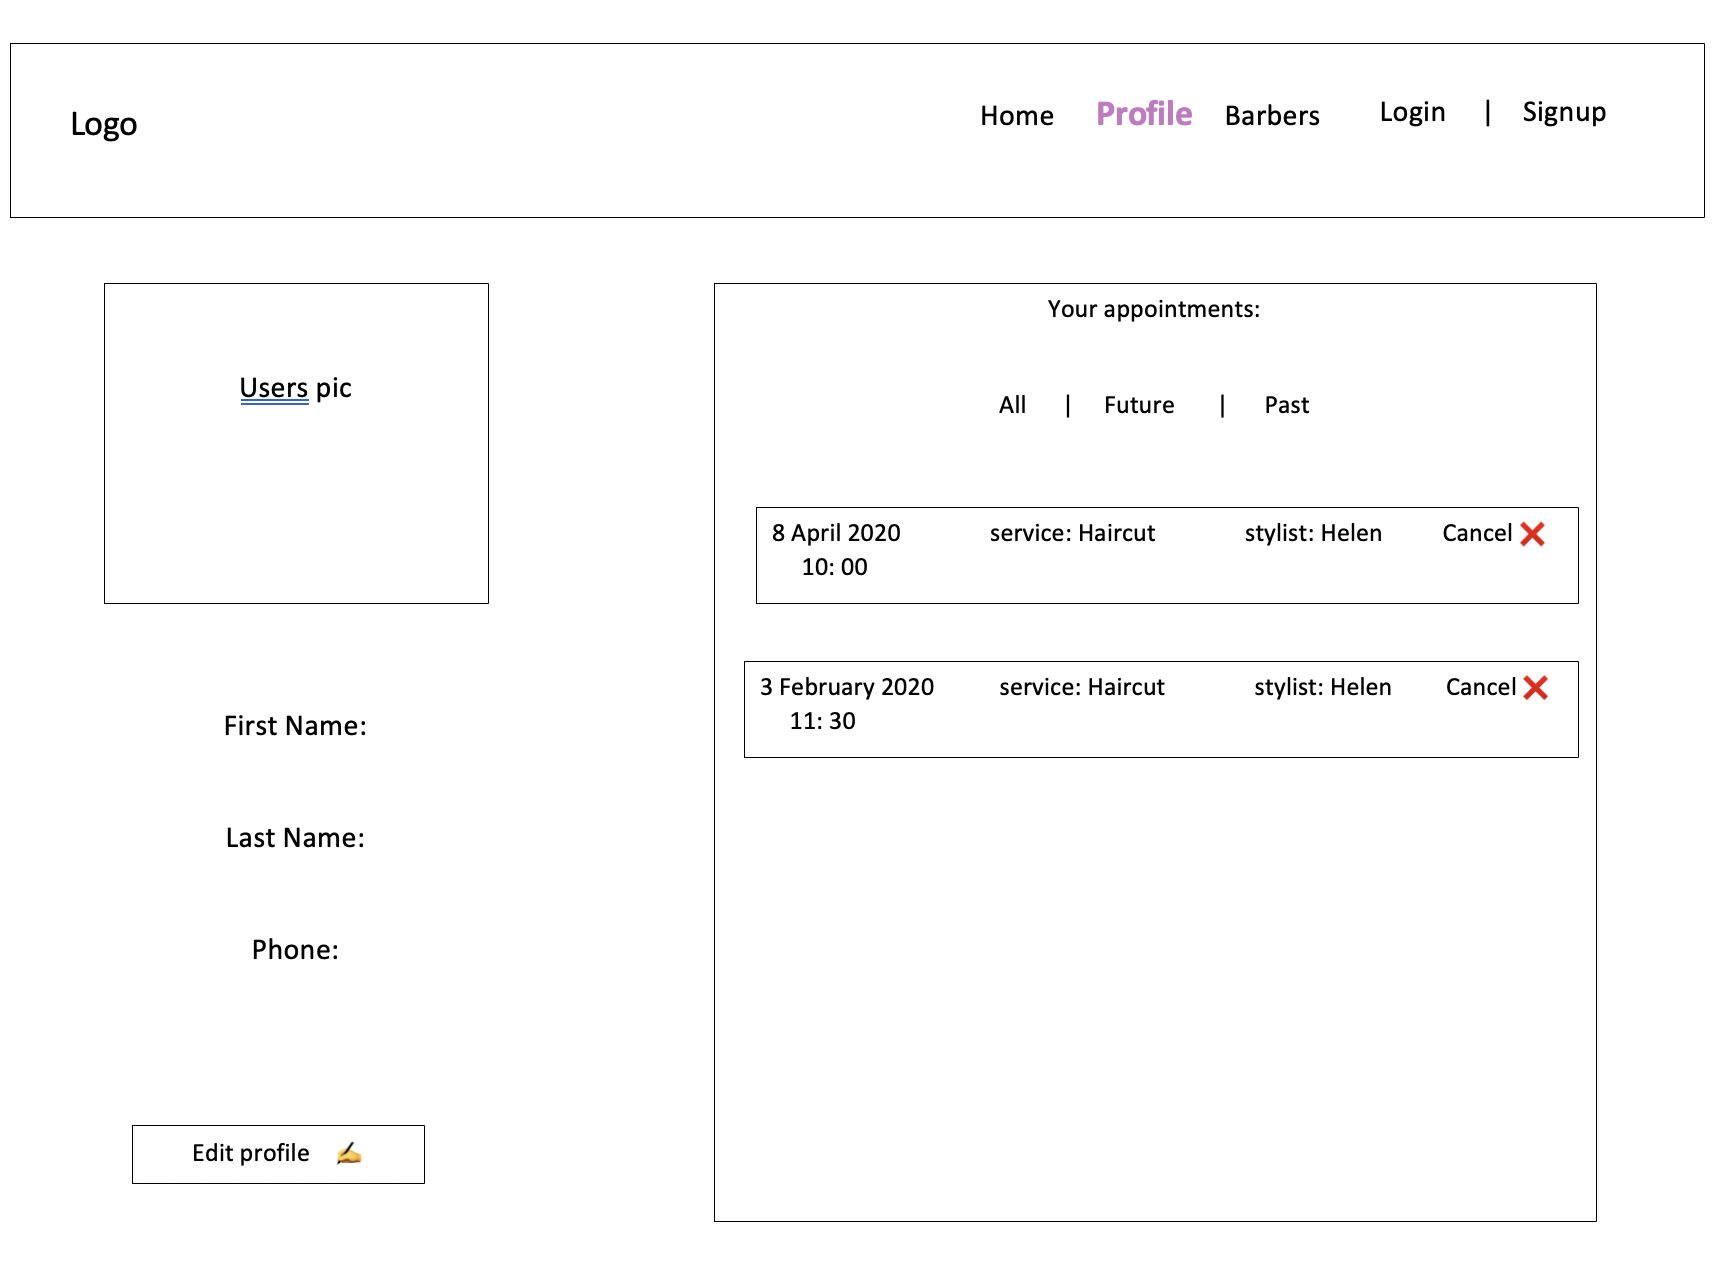 Logo
Home Profile Barbers Login | Signup
Users pic
First Name:
Last Name:
Phone:
Edit profile ✍️
Your appointments:
All | Future | Past
8 April 2020 service: Haircut stylist: Helen Cancel ❌
10: 00
3 February 2020 service: Haircut stylist: Helen Cancel ❌
11: 30